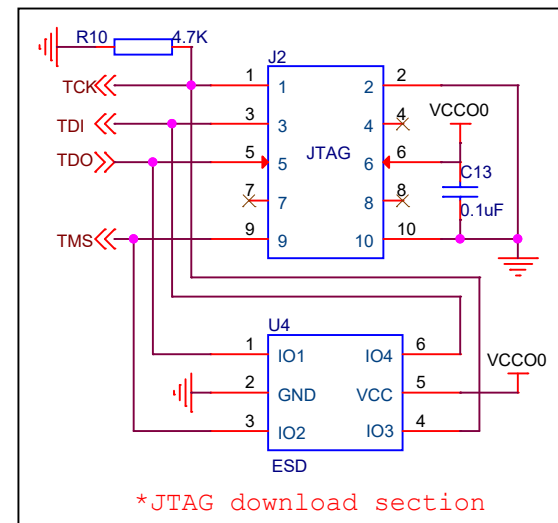 R10 4.7K
J2
TCK 1 1 2 2
VCCO0
TDI 3 3 4 4
TDO 5 5 JTAG 6 6
C13
7 7 8 8
0.1uF
TMS 9 9 10 10
U4
1 IO1 IO4 6
VCCO0
2 GND VCC 5
3 IO2 IO3 4
ESD
*JTAG download section